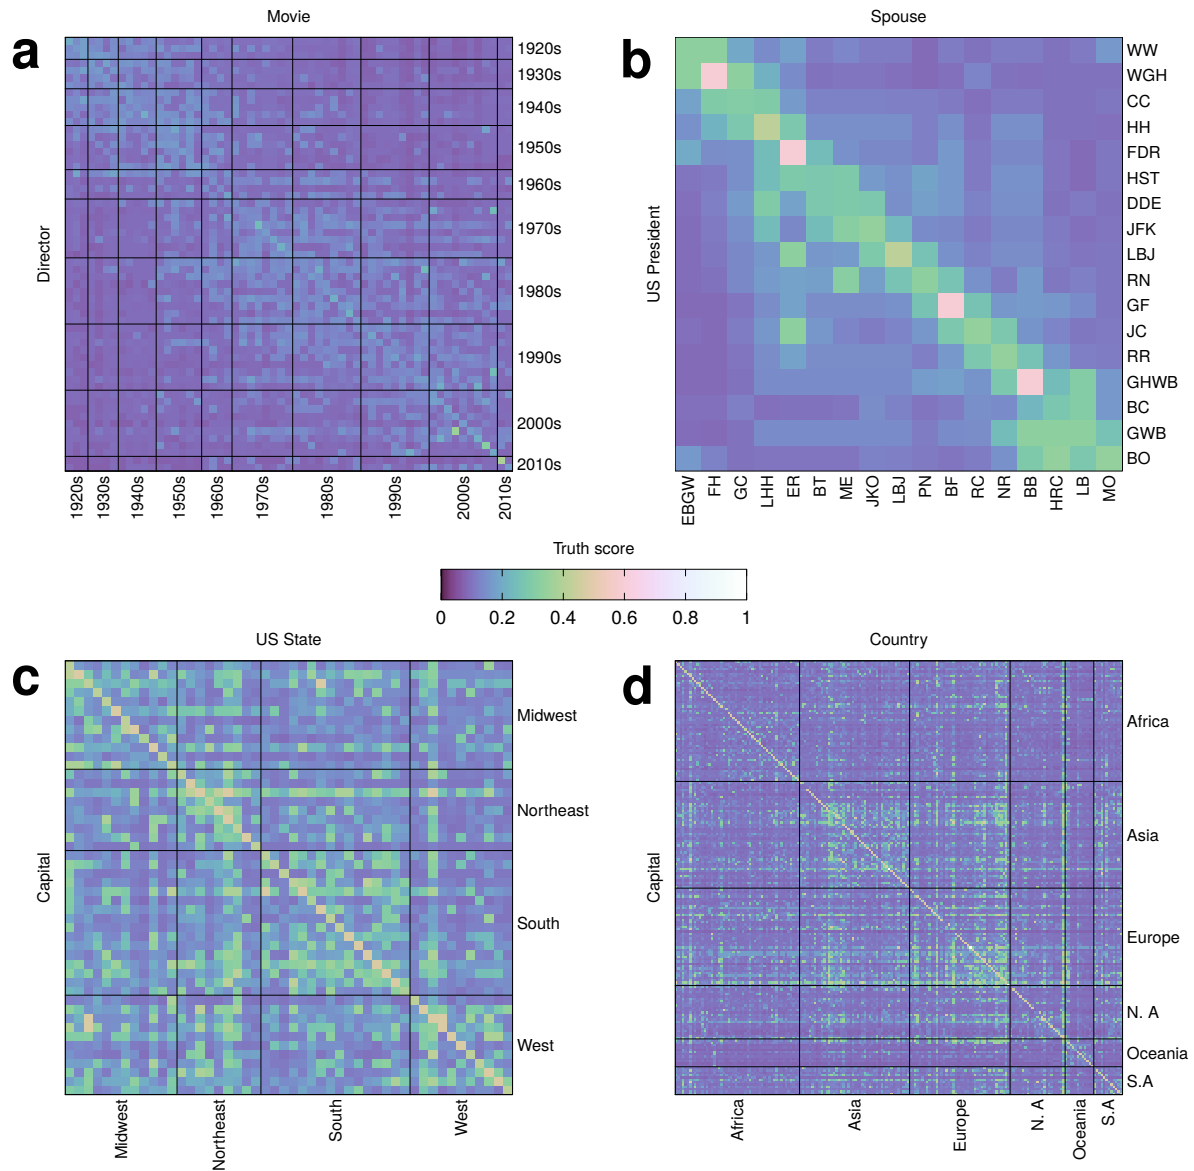 Movie
Spouse
a
b
1920s
1930s
1940s
1950s
1960s
1970s
1980s
1990s
2000s
2010s
Director
1920s
1930s
1940s
1950s
1960s
1970s
1980s
1990s
2000s
2010s
US President
WW
WGH
CC
HH
FDR
HST
DDE
JFK
LBJ
RN
GF
JC
RR
GHWB
BC
GWB
BO
EBGW
FH
GC
LHH
ER
BT
ME
JKO
LBJ
PN
BF
RC
NR
BB
HRC
LB
MO
Truth score
0 0.2 0.4 0.6 0.8 1
US State
Country
c
d
Capital
Midwest
Northeast
South
West
Midwest
Northeast
South
West
Capital
Africa
Asia
Europe
N. A
Oceania
S.A
Africa
Asia
Europe
N. A
Oceania
S.A